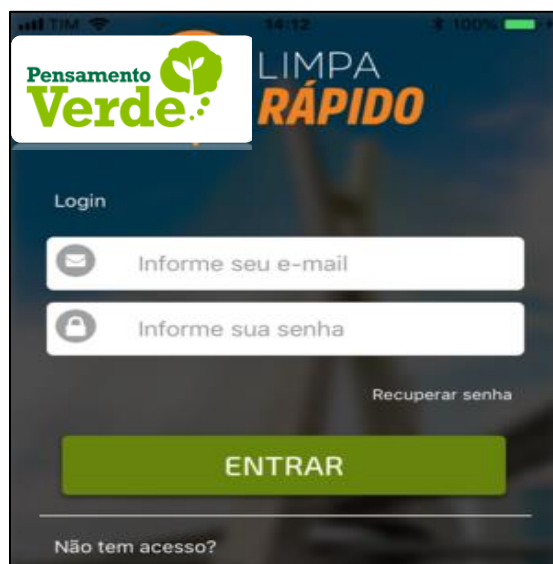 TIM 14:12 100%
Pensamento
Verde
LIMPA
RÁPIDO
Login
Informe seu e-mail
Informe sua senha
Recuperar senha
ENTRAR
Não tem acesso?